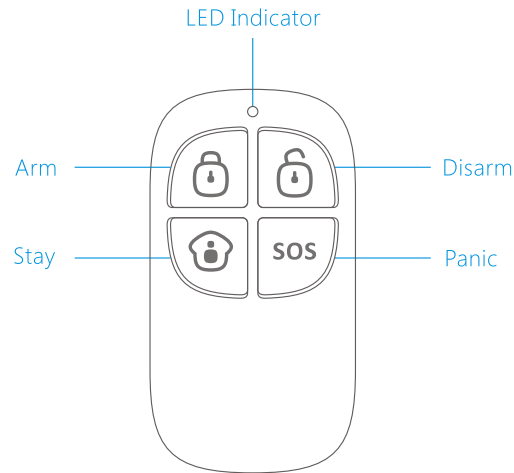 LED Indicator
Arm
Disarm
Stay
SOS
Panic